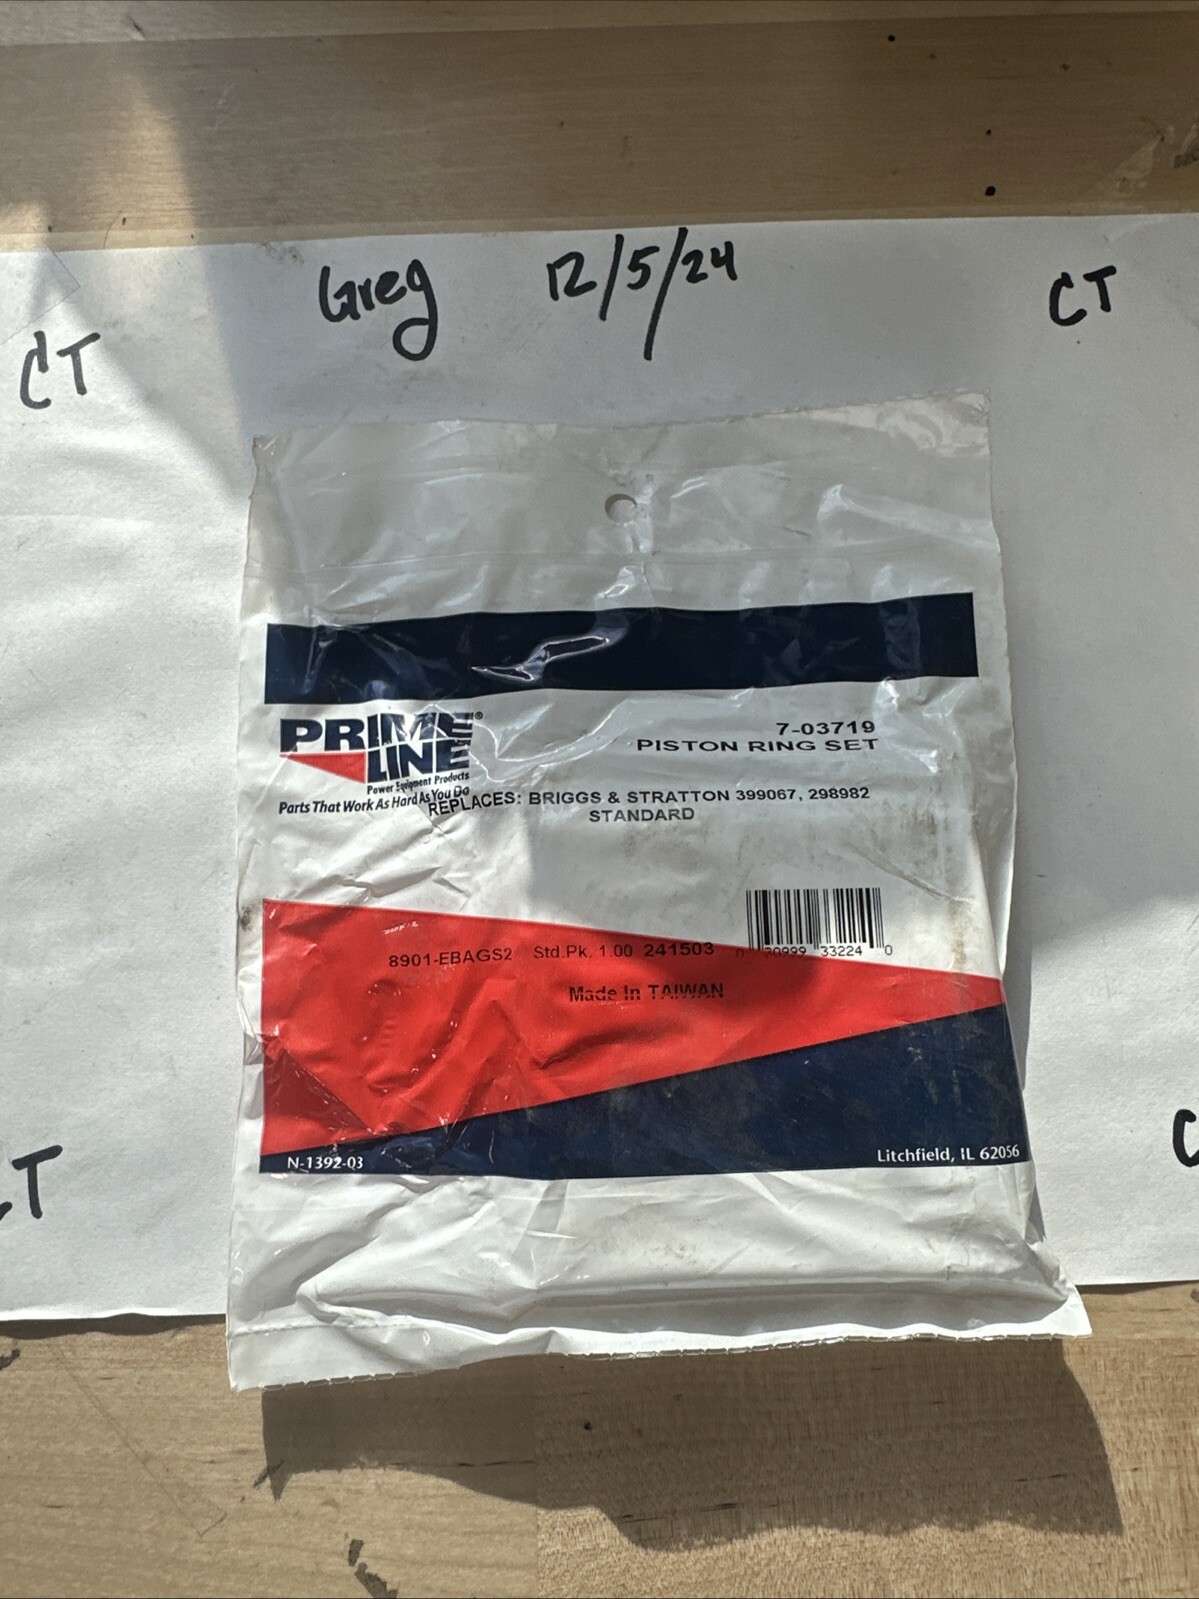 Greg 12/5/24
CT
CT
PRIME LINE®
Power Equipment Products
Parts That Work As Hard As You Do
7-03719
PISTON RING SET
REPLACES: BRIGGS & STRATTON 399067, 298982
STANDARD
8901-EBAGS2 Std.Pk. 1.00 241503
33224 0
Made In TAIWAN
N-1392-03
Litchfield, IL 62056